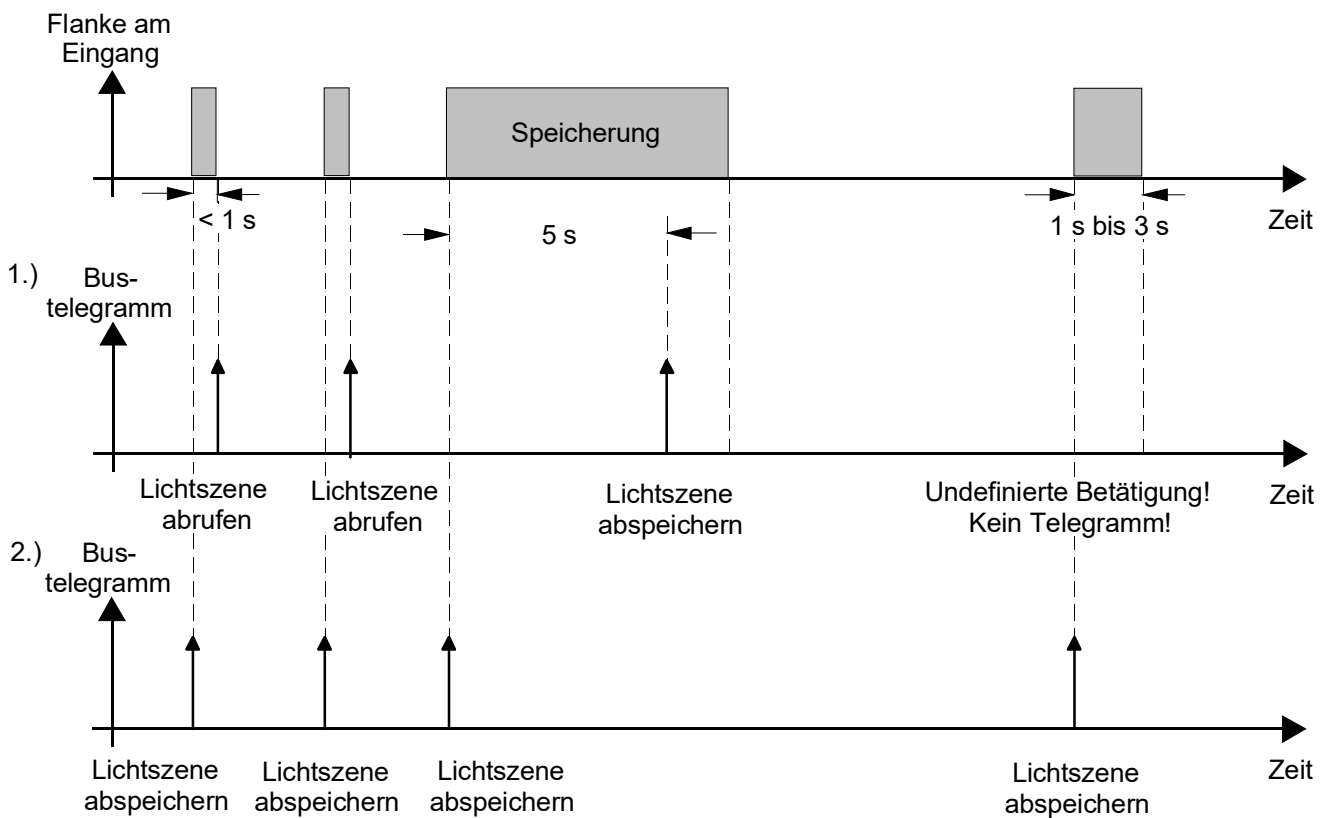 Flanke am
Eingang
Speicherung
< 1 s
5 s
1 s bis 3 s
Zeit
1.)
Bus-
telegramm
Lichtszene
abrufen
Lichtszene
abrufen
Lichtszene
abspeichern
Undefinierte Betätigung!
Kein Telegramm!
Zeit
2.)
Bus-
telegramm
Lichtszene
abspeichern
Lichtszene
abspeichern
Lichtszene
abspeichern
Lichtszene
abspeichern
Zeit